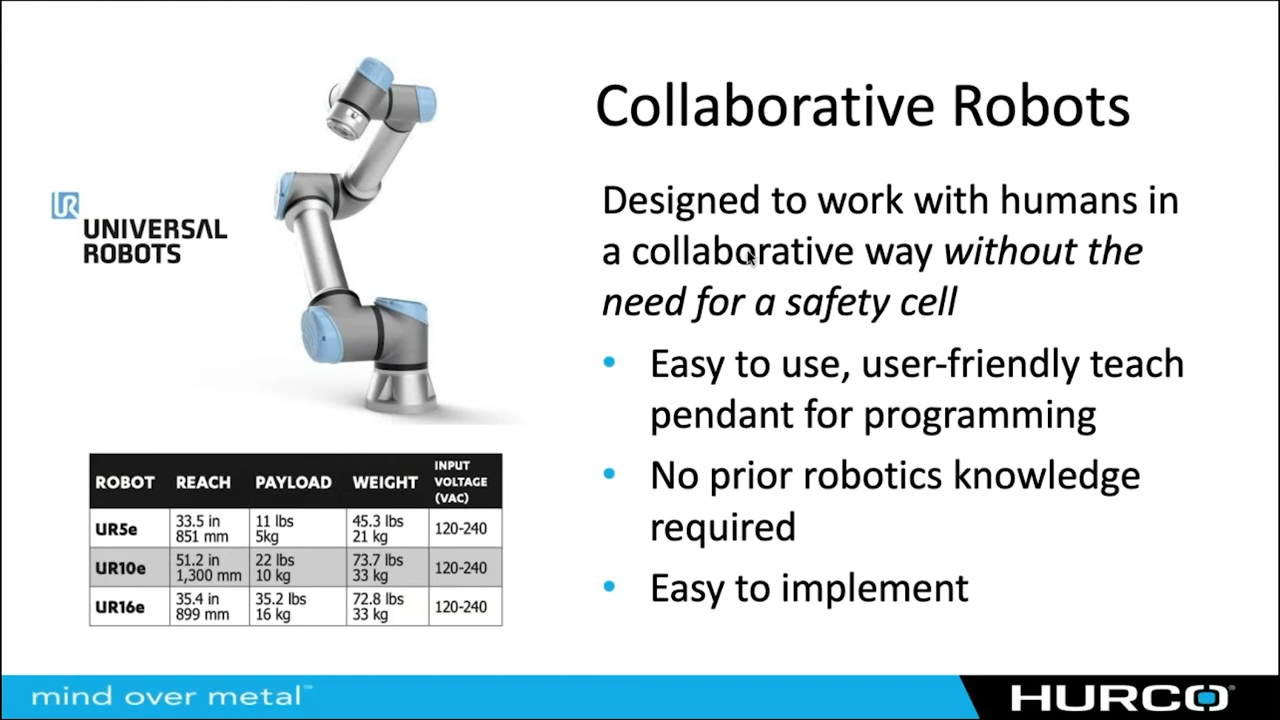 Collaborative Robots
UR
UNIVERSAL
ROBOTS
Designed to work with humans in
a collaborative way without the
need for a safety cell
• Easy to use, user-friendly teach
pendant for programming
• No prior robotics knowledge
required
• Easy to implement
ROBOT REACH PAYLOAD WEIGHT INPUT VOLTAGE (VAC)
UR5e 33.5 in 11 lbs 45.3 lbs 120-240
851 mm 5kg 21 kg
UR10e 51.2 in 22 lbs 73.7 lbs 120-240
1,300 mm 10 kg 33 kg
UR16e 35.4 in 35.2 lbs 72.8 lbs 120-240
899 mm 16 kg 33 kg
mind over metal™
HURCO®